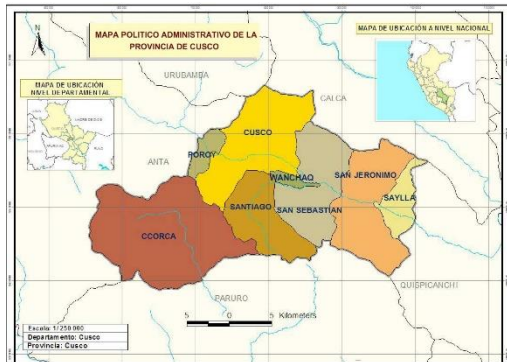 MAPA POLITICO ADMINISTRATIVO DE LA
PROVINCIA DE CUSCO
MAPA DE UBICACIÓN A NIVEL NACIONAL
MAPA DE UBICACIÓN
NIVEL DEPARTAMENTAL
URUBAMBA
CALCA
ANTA
CUSCO
POROY
WANCHAQ
SAN JERONIMO
SANTIAGO
SAN SEBASTIAN
SAYLLA
CCORCA
QUISPICANCHI
PARURO
5 0 5 Kilometers
Escala: 1/250 000
Departamento: Cusco
Provincia: Cusco